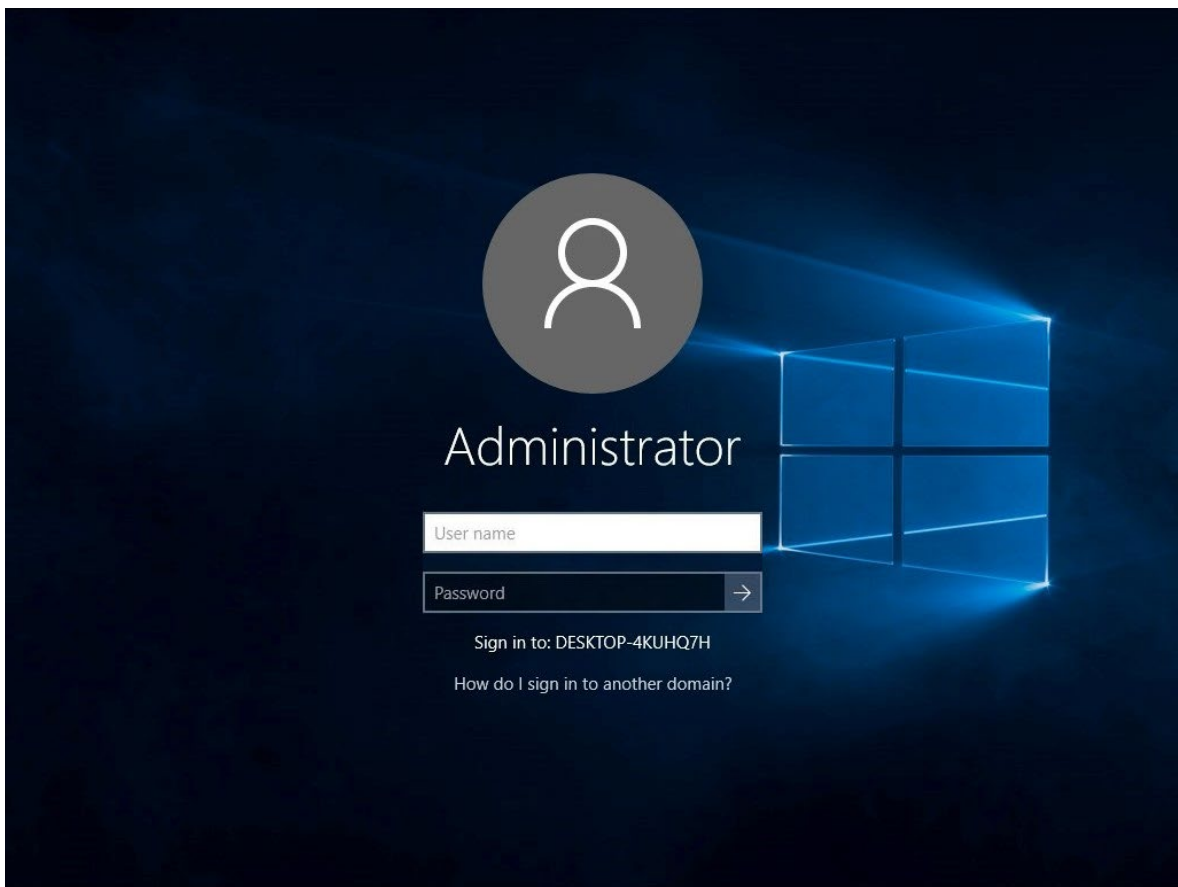 Administrator
User name
Password
Sign in to: DESKTOP-4KUHQ7H
How do I sign in to another domain?